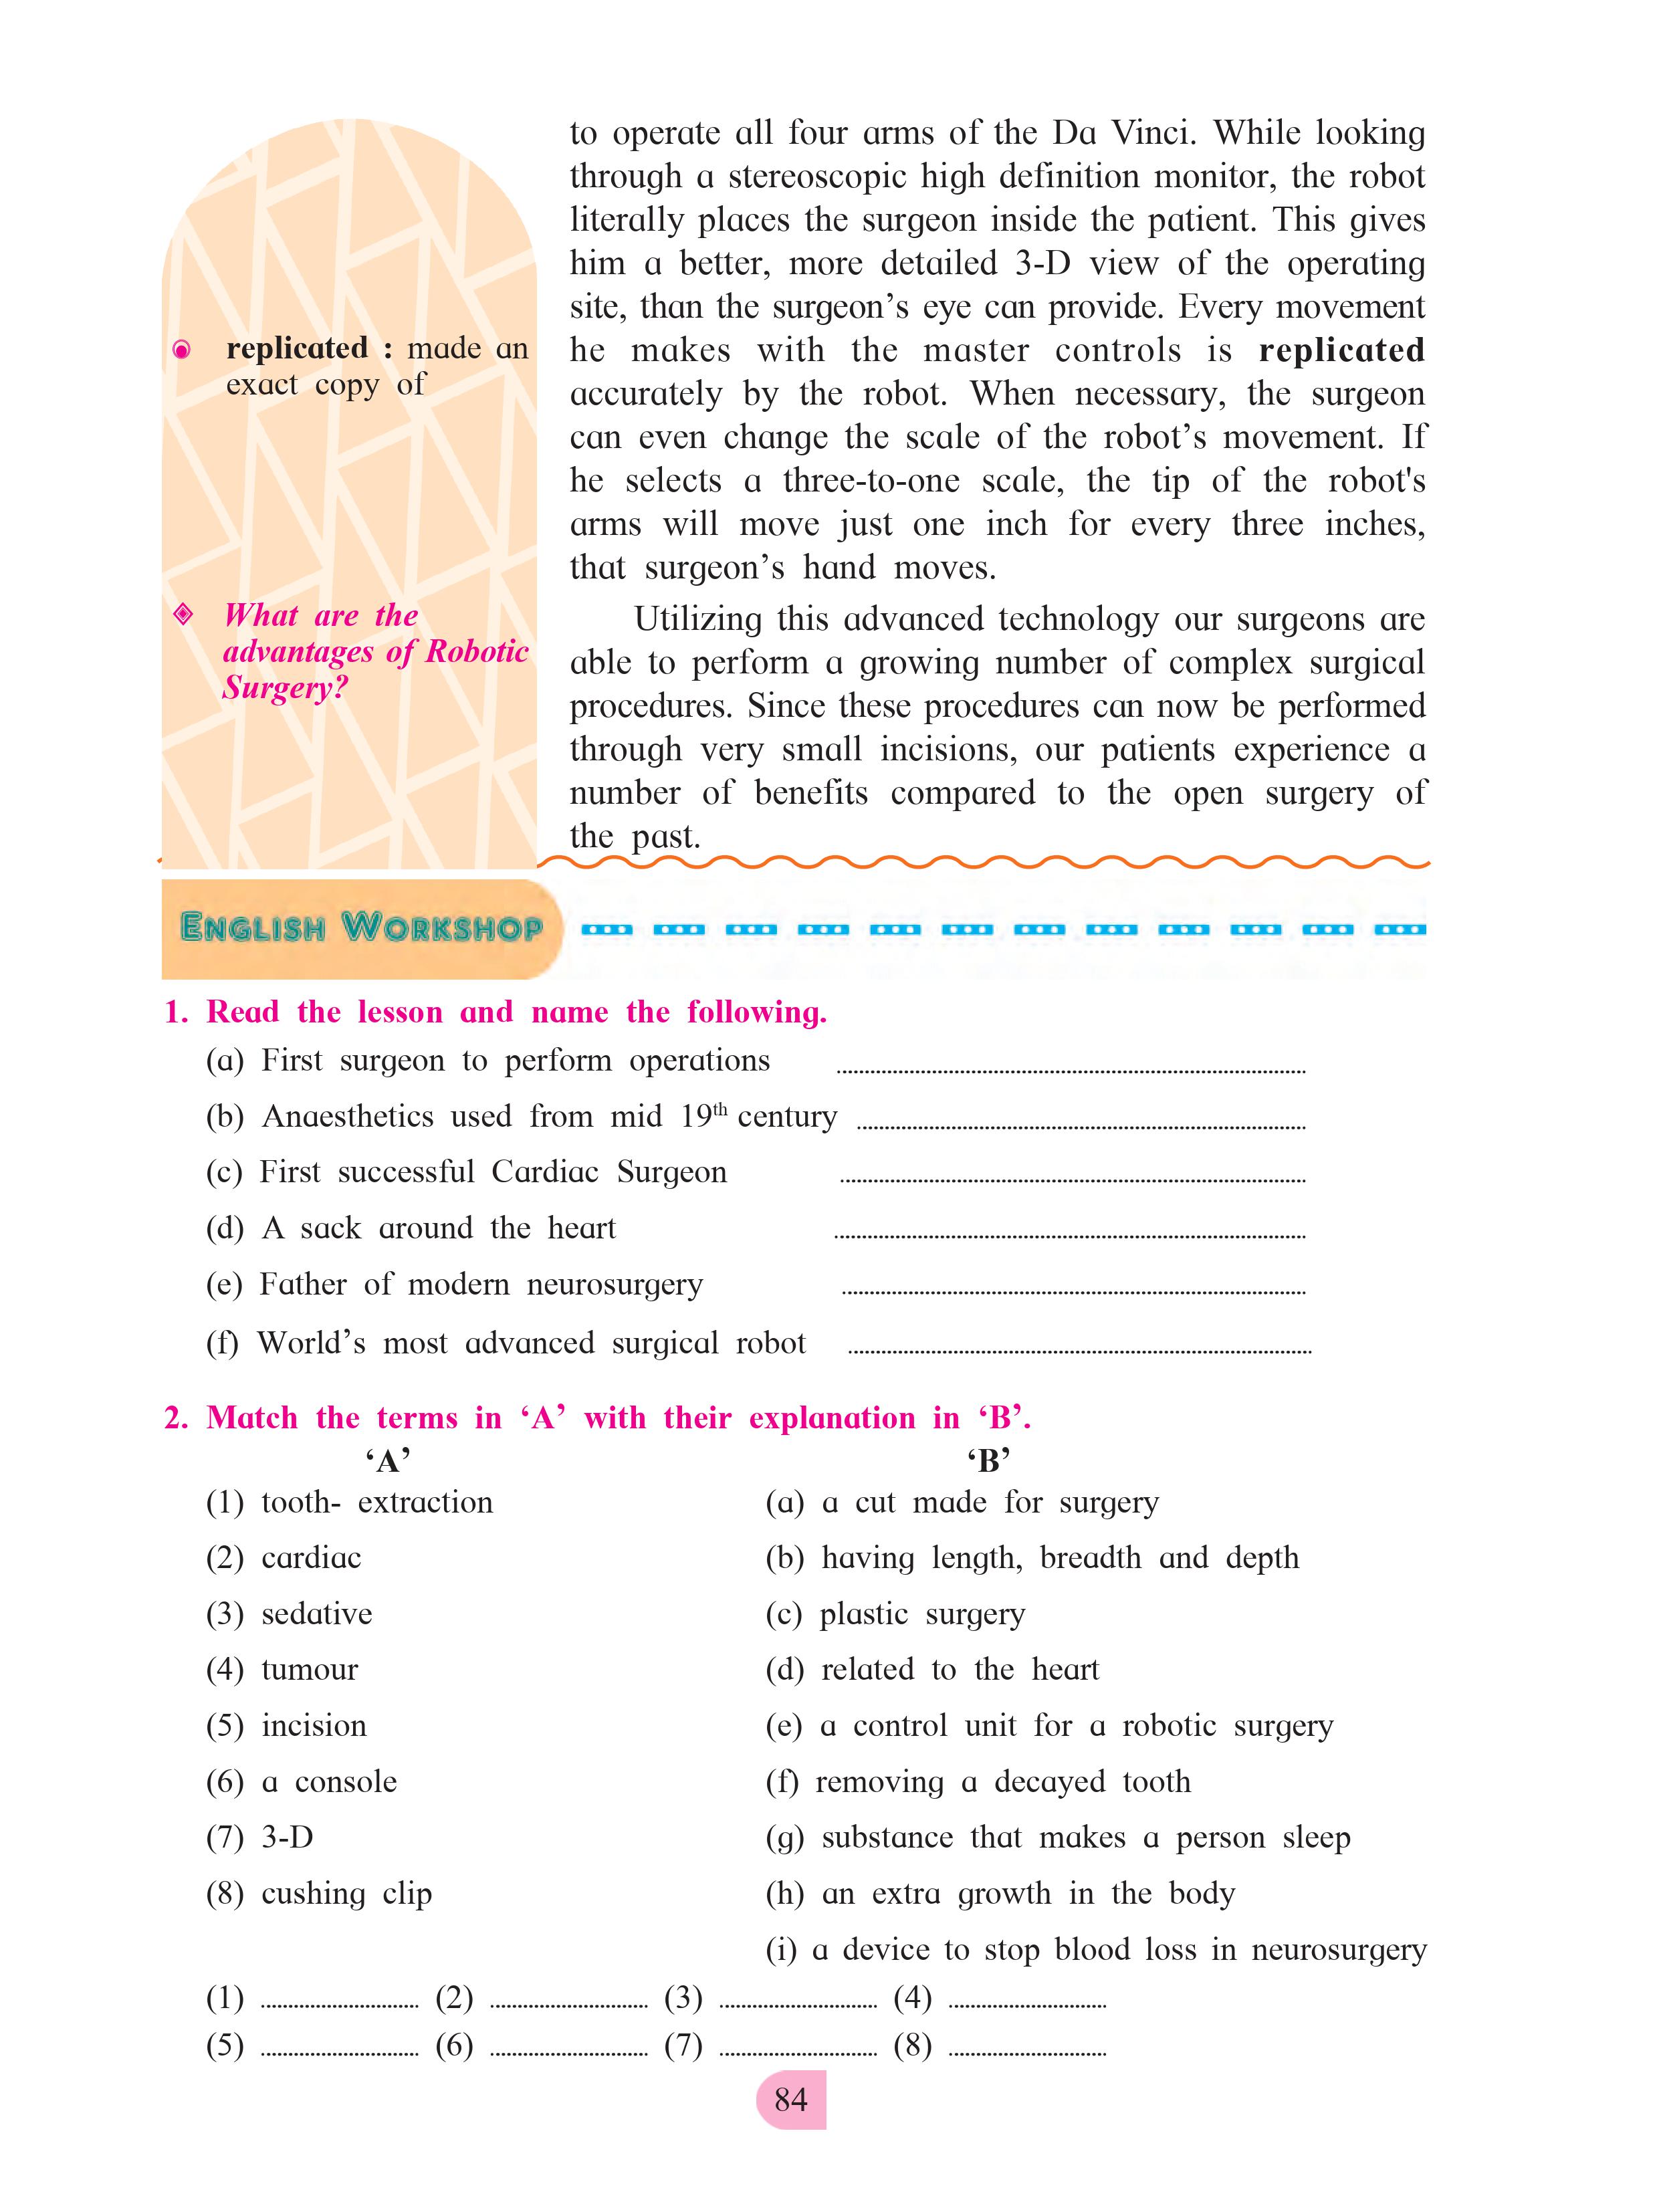 to operate all four arms of the Da Vinci. While looking
through a stereoscopic high definition monitor, the robot
literally places the surgeon inside the patient. This gives
him a better, more detailed 3-D view of the operating
site, than the surgeon’s eye can provide. Every movement
he makes with the master controls is replicated
accurately by the robot. When necessary, the surgeon
can even change the scale of the robot’s movement. If
he selects a three-to-one scale, the tip of the robot's
arms will move just one inch for every three inches,
that surgeon’s hand moves.
replicated : made an
exact copy of
Utilizing this advanced technology our surgeons are
able to perform a growing number of complex surgical
procedures. Since these procedures can now be performed
through very small incisions, our patients experience a
number of benefits compared to the open surgery of
the past.
What are the
advantages of Robotic
Surgery?
ENGLISH WORKSHOP
1. Read the lesson and name the following.
(a) First surgeon to perform operations
(b) Anaesthetics used from mid 19th century
(c) First successful Cardiac Surgeon
(d) A sack around the heart
(e) Father of modern neurosurgery
(f) World’s most advanced surgical robot
2. Match the terms in ‘A’ with their explanation in ‘B’.
‘A’ ‘B’
(1) tooth- extraction (a) a cut made for surgery
(2) cardiac (b) having length, breadth and depth
(3) sedative (c) plastic surgery
(4) tumour (d) related to the heart
(5) incision (e) a control unit for a robotic surgery
(6) a console (f) removing a decayed tooth
(7) 3-D (g) substance that makes a person sleep
(8) cushing clip (h) an extra growth in the body
(i) a device to stop blood loss in neurosurgery
(1) (2) (3) (4)
(5) (6) (7) (8)
84